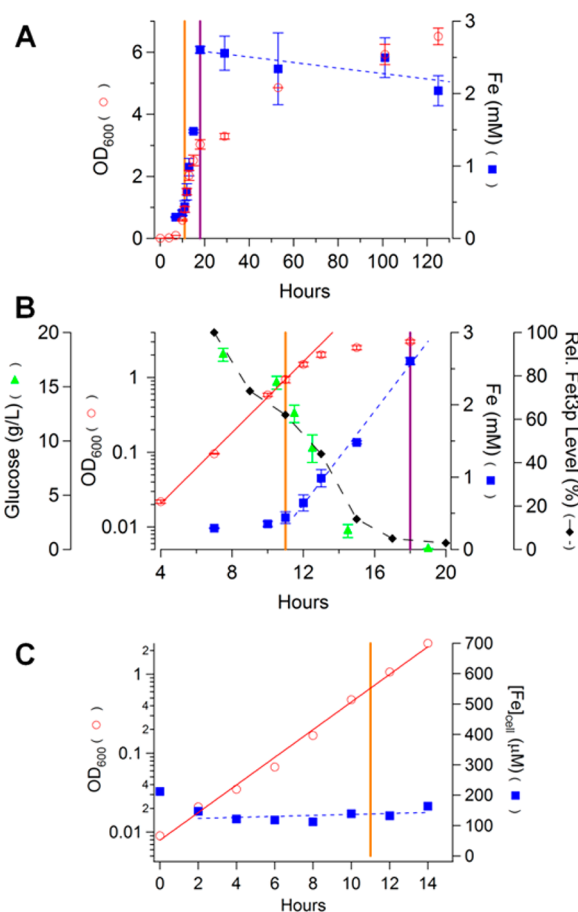 A
6
4
2
0
OD600 (○)
3
2
1
0
Fe (mM) (■)
0 20 40 60 80 100 120
Hours
B
20
15
10
5
0
Glucose (g/L) (▲)
1
0.1
0.01
OD600 (○)
3
2
1
0
Fe (mM) (■)
100
80
60
40
20
0
Rel. Fet3p Level (%) (–◆–)
4 8 12 16 20
Hours
C
2
1
4
2
0.1
4
2
0.01
OD600 (○)
700
600
500
400
300
200
100
0
[Fe]cell (μM) (■)
0 2 4 6 8 10 12 14
Hours